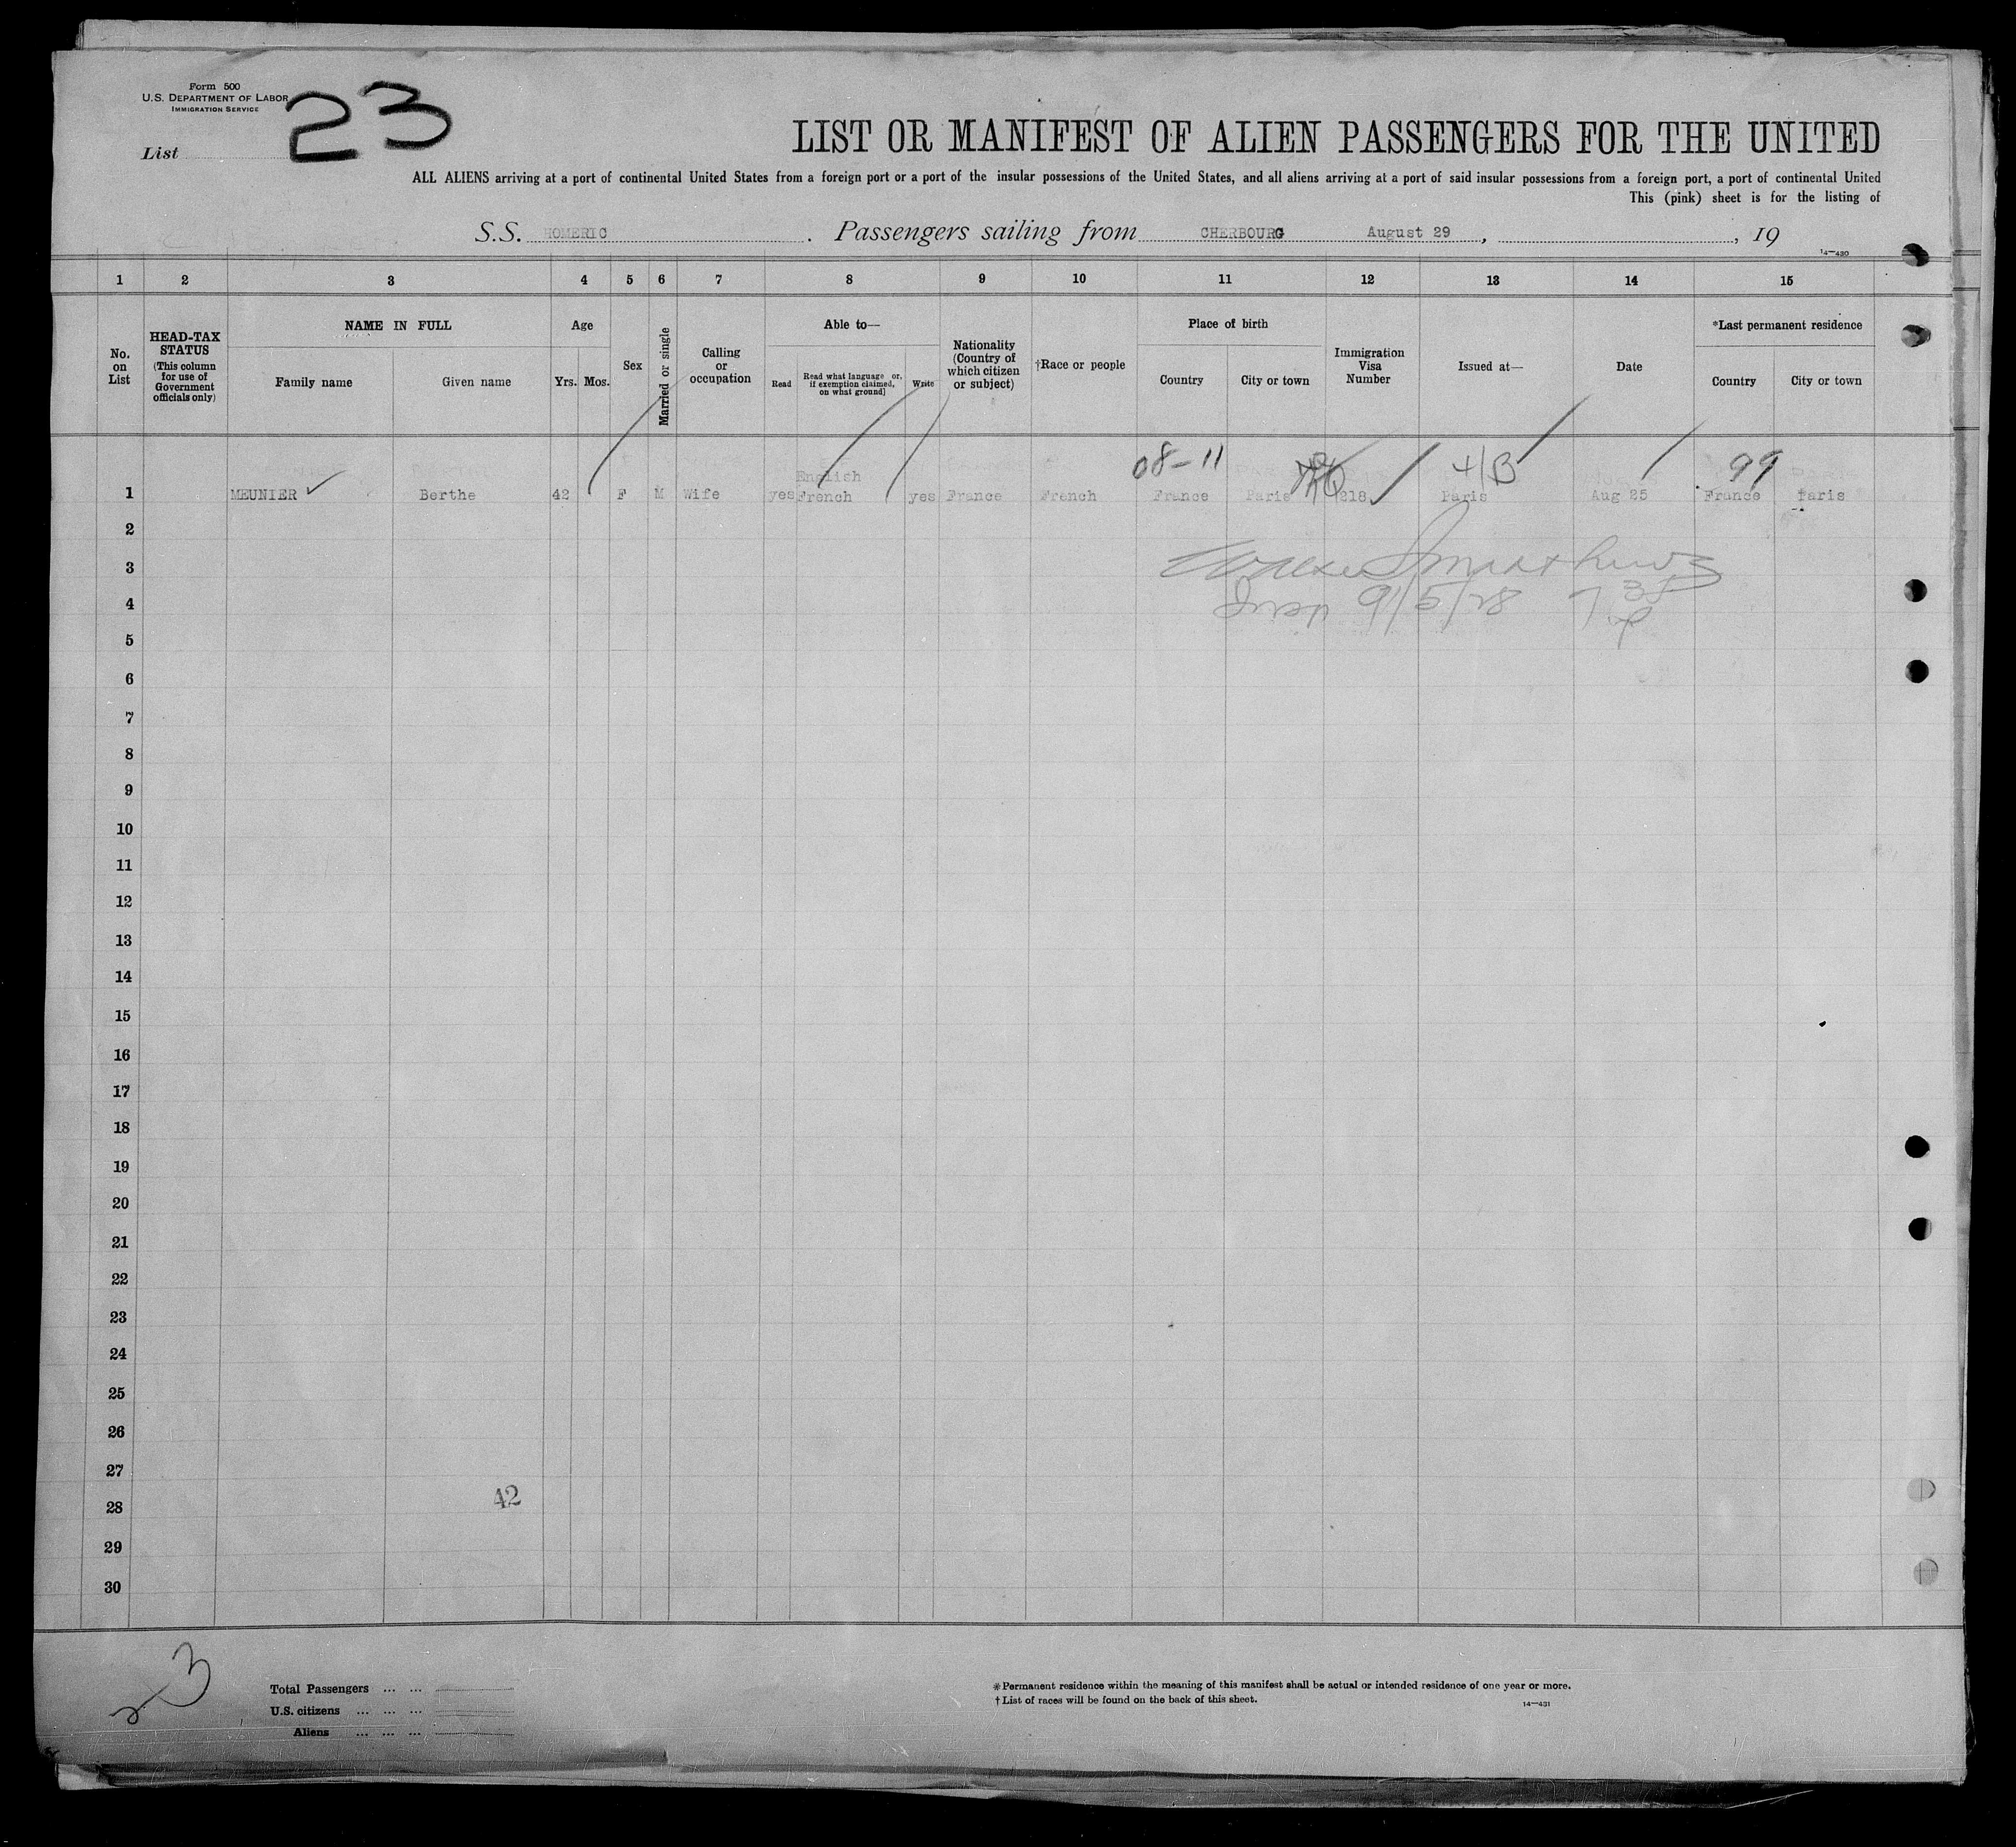 Form 500
U.S. DEPARTMENT OF LABOR
IMMIGRATION SERVICE
List 23
LIST OR MANIFEST OF ALIEN PASSENGERS FOR THE UNITED
ALL ALIENS arriving at a port of continental United States from a foreign port or a port of the insular possessions of the United States, and all aliens arriving at a port of said insular possessions from a foreign port, a port of continental United
This (pink) sheet is for the listing of
S.S. HOMERIC. Passengers sailing from CHERBOURG August 29, , 19
14—430
1 2 3 4 5 6 7 8 9 10 11 12 13 14 15
No. on List
HEAD-TAX STATUS (This column for use of Government officials only)
NAME IN FULL
Family name Given name
Age
Yrs. Mos.
Sex
Married or single
Calling or occupation
Able to—
Read Read what language or, if exemption claimed, on what ground] Write
Nationality (Country of which citizen or subject)
†Race or people
Place of birth
Country City or town
Immigration Visa Number
Issued at—
Date
*Last permanent residence
Country City or town
08-11 4/B 99
English
1 MEUNIER ✓ Berthe 42 F M Wife yes French yes France French France Paris 218 Paris Aug 25 France Paris
2
3
4 9/5/28
5
6
7
8
9
10
11
12
13
14
15
16
17
18
19
20
21
22
23
24
25
26
27
28 42
29
30
23
Total Passengers ... ...
U.S. citizens ... ... ...
Aliens ... ... ...
*Permanent residence within the meaning of this manifest shall be actual or intended residence of one year or more.
†List of races will be found on the back of this sheet.
14—431